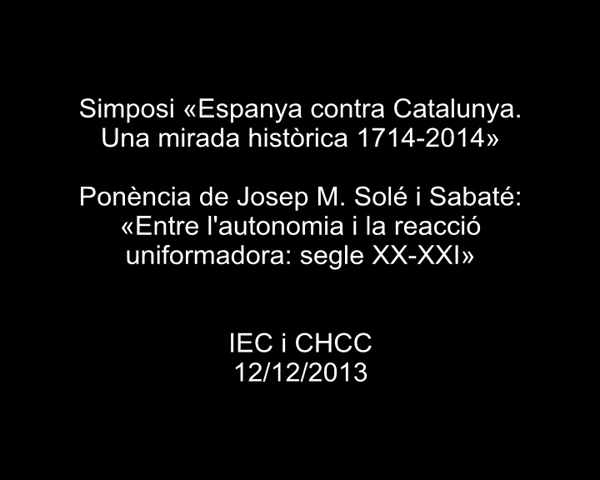 Simposi «Espanya contra Catalunya.
Una mirada històrica 1714-2014»
Ponència de Josep M. Solé i Sabaté:
«Entre l'autonomia i la reacció
uniformadora: segle XX-XXI»
IEC i CHCC
12/12/2013